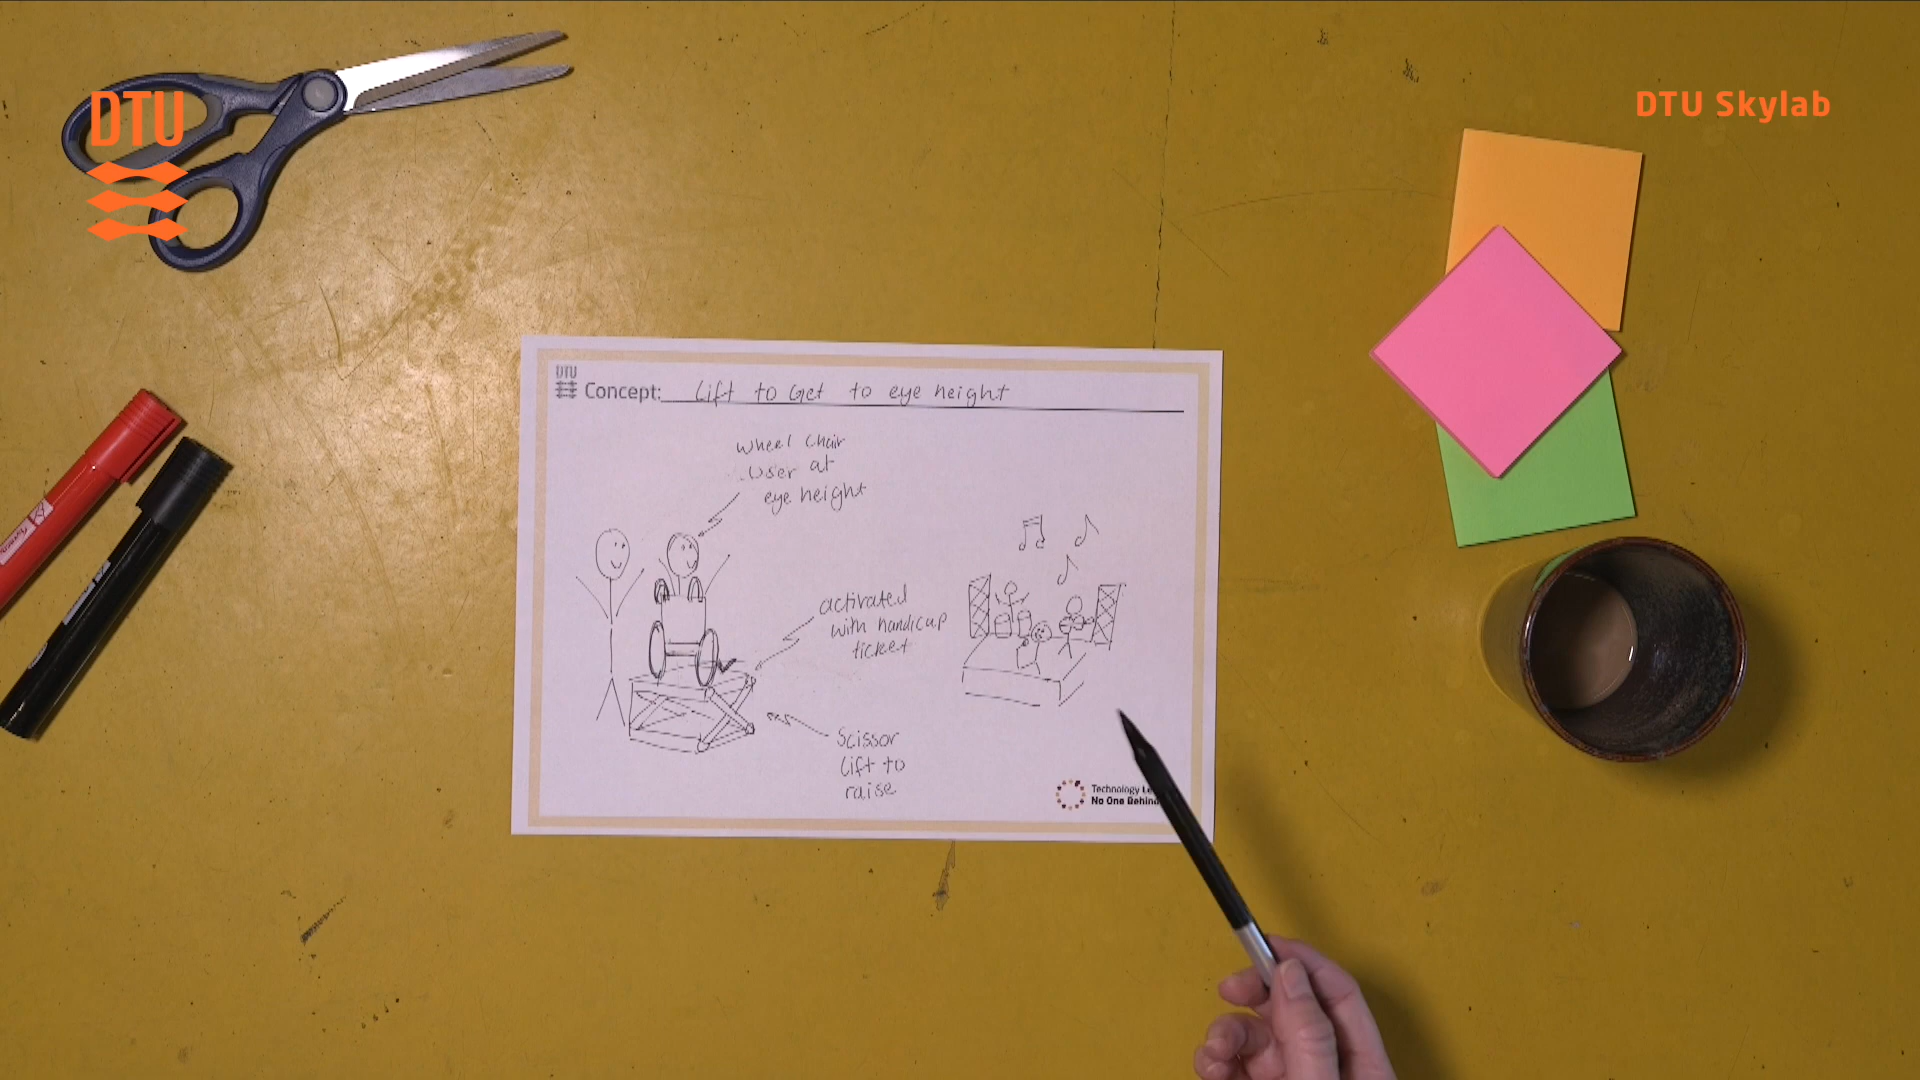 DTU
DTU Skylab
DTU
Concept: Lift to Get to eye height
wheel chair
user at
eye height
activated
with handicap
ticket
Scissor
lift to
raise
Technology
No One Behind